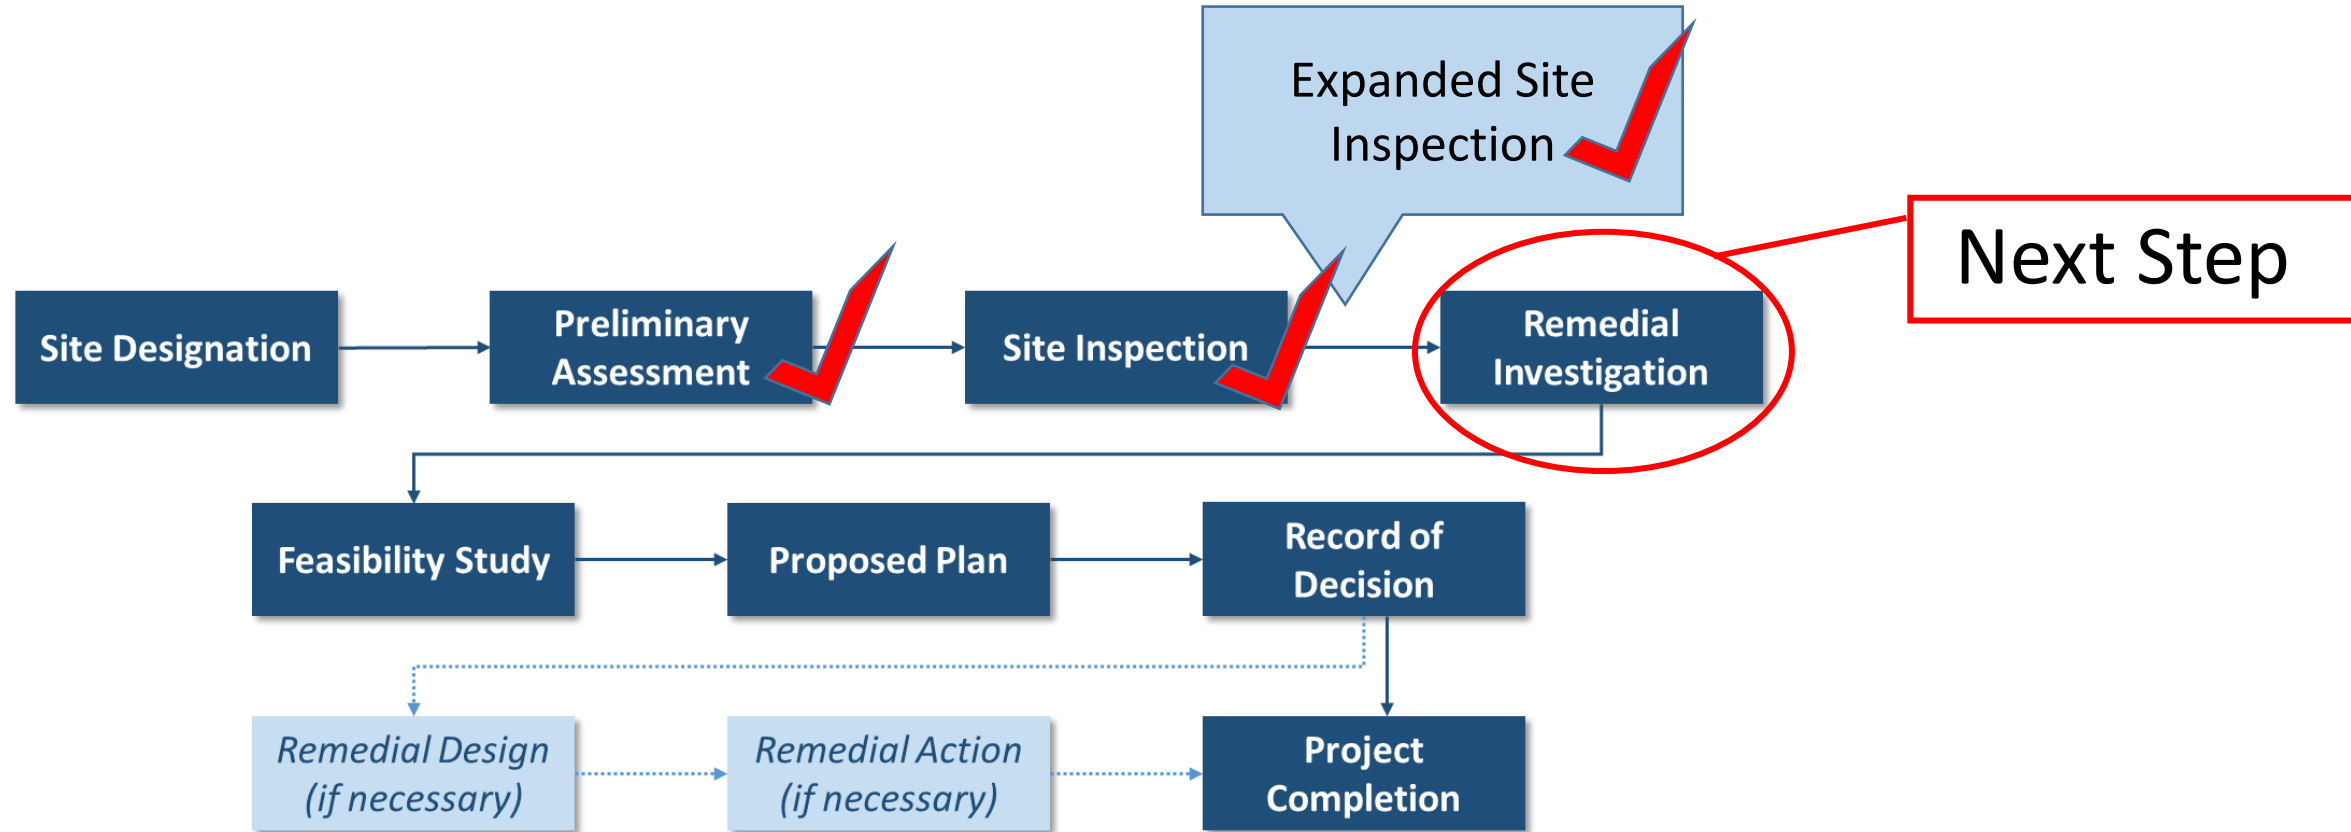 Expanded Site
Inspection
Next Step
Site Designation
Preliminary
Assessment
Site Inspection
Remedial
Investigation
Feasibility Study
Proposed Plan
Record of
Decision
Remedial Design
(if necessary)
Remedial Action
(if necessary)
Project
Completion